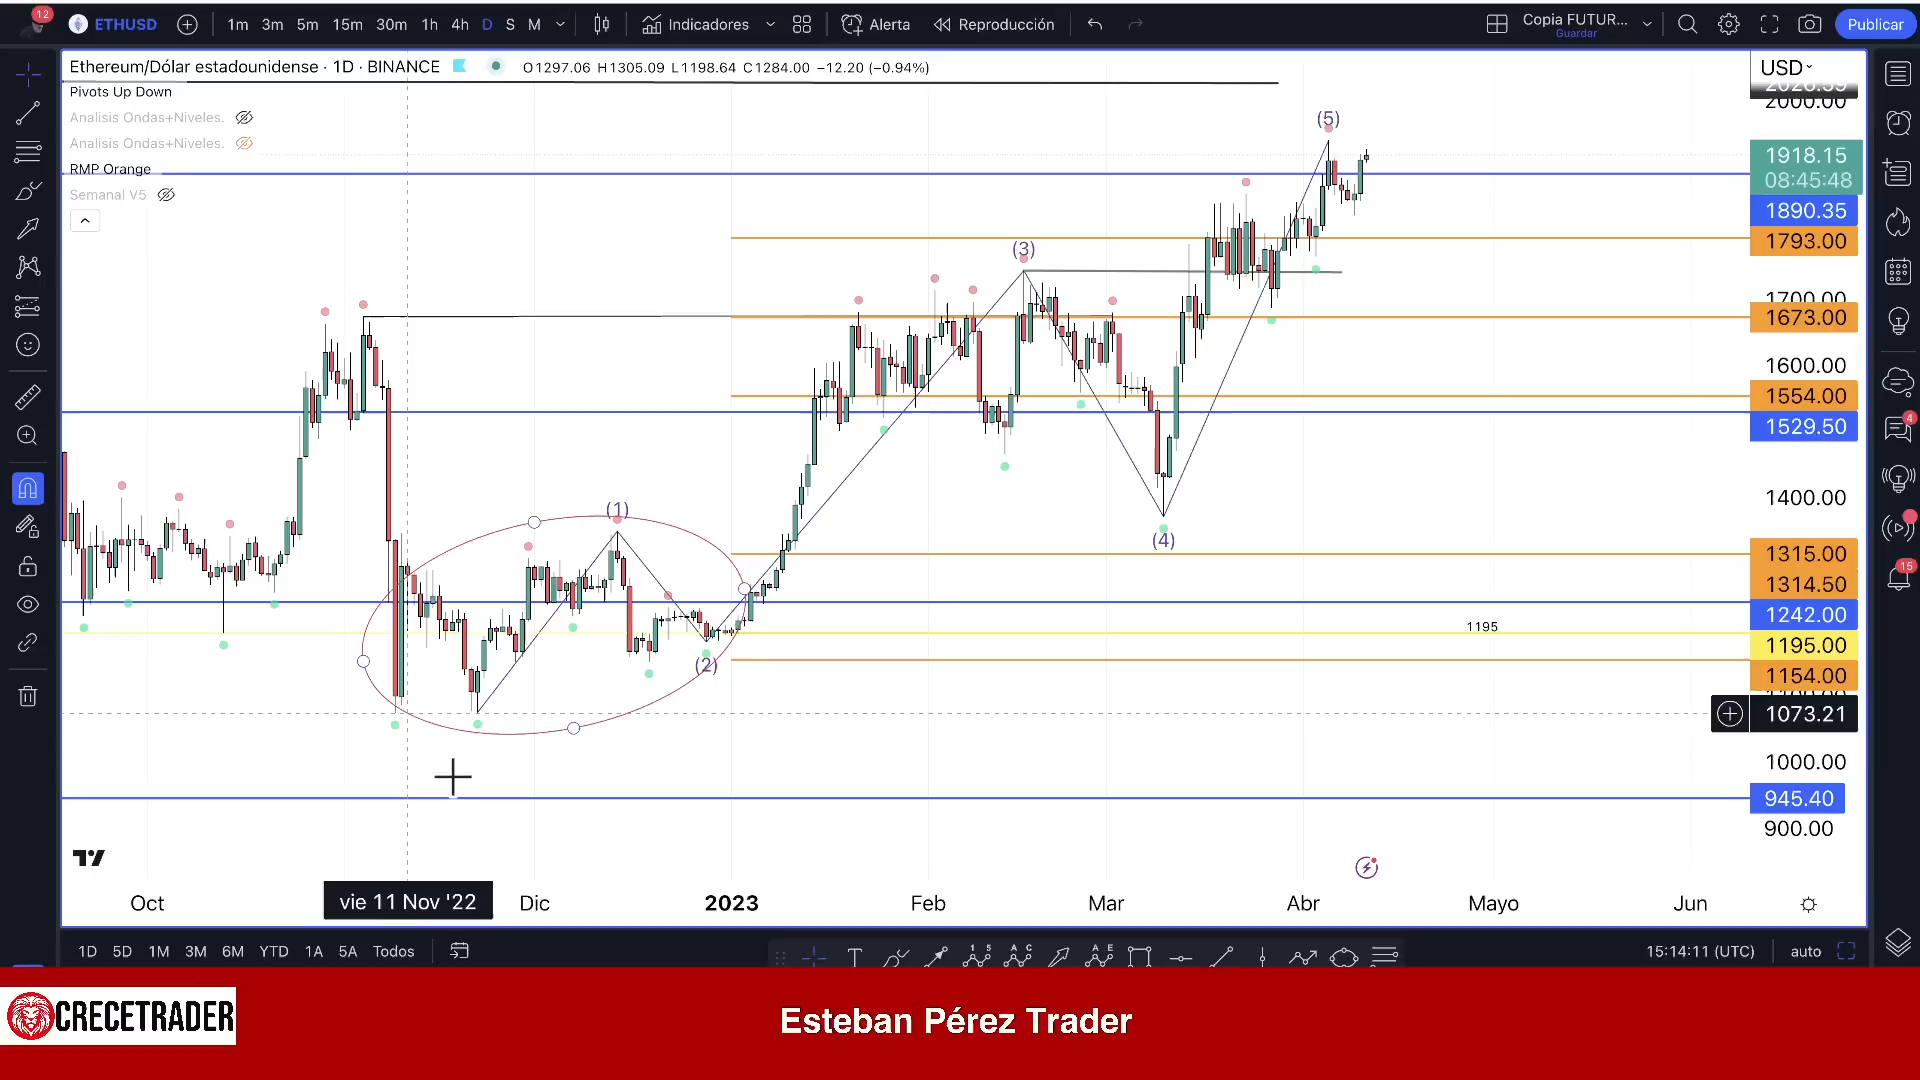 12
ETHUSD
1m 3m 5m 15m 30m 1h 4h D S M
Indicadores
Alerta
Reproducción
Copia FUTUR...
Guardar
Publicar
Ethereum/Dólar estadounidense · 1D · BINANCE
O1297.06 H1305.09 L1198.64 C1284.00 −12.20 (−0.94%)
USD
Pivots Up Down
Analisis Ondas+Niveles.
Analisis Ondas+Niveles.
RMP Orange
Semanal V5
2000.00
(5)
1918.15
08:45:48
1890.35
1793.00
(3)
1700.00
1673.00
1600.00
1554.00
1529.50
4
1400.00
(1)
(4)
1315.00
15
1314.50
1242.00
1195
1195.00
(2)
1154.00
1073.21
1000.00
945.40
900.00
Oct
vie 11 Nov '22
Dic
2023
Feb
Mar
Abr
Mayo
Jun
1D 5D 1M 3M 6M YTD 1A 5A Todos
15:14:11 (UTC)
auto
CRECETRADER
Esteban Pérez Trader